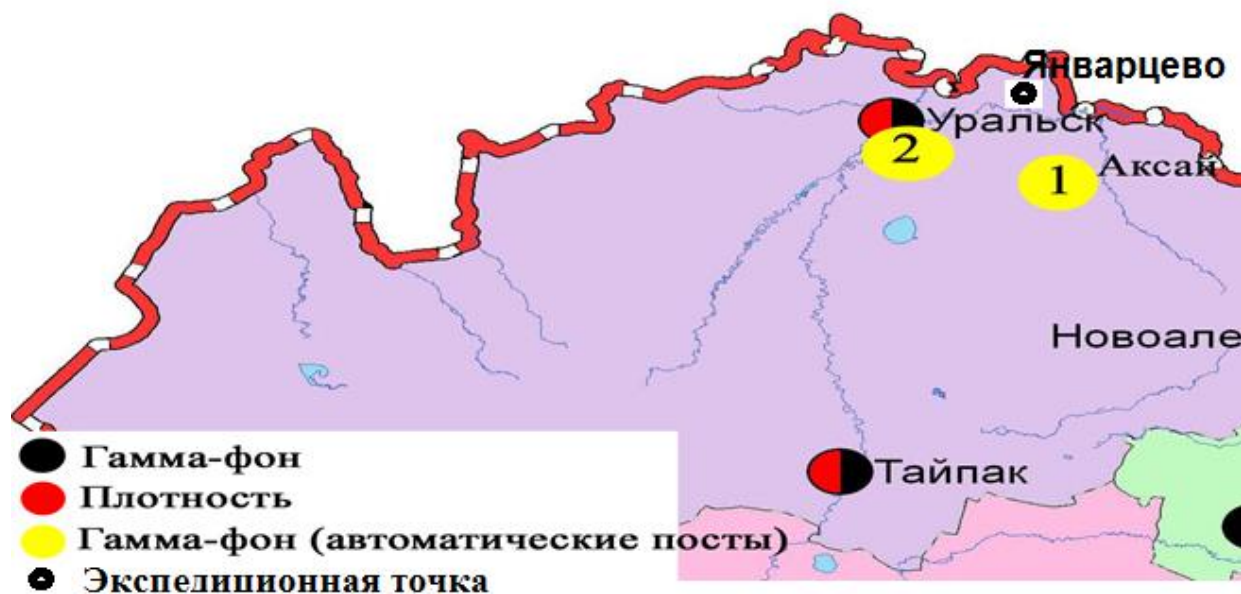 Январцево
Уральск
2
1
Аксай
Новоале
Тайпак
Гамма-фон
Плотность
Гамма-фон (автоматические посты)
Экспедиционная точка